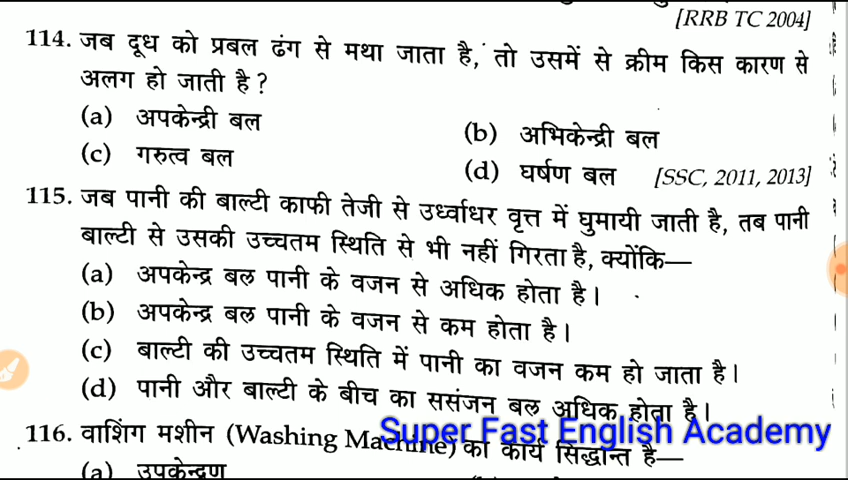 [RRB TC 2004]
114. जब दूध को प्रबल ढंग से मथा जाता है, तो उसमें से क्रीम किस कारण से
अलग हो जाती है?
(a) अपकेन्द्री बल
(b) अभिकेन्द्री बल
(c) गरुत्व बल
(d) घर्षण बल [SSC, 2011, 2013]
115. जब पानी की बाल्टी काफी तेजी से उर्ध्वाधर वृत्त में घुमायी जाती है, तब पानी
बाल्टी से उसकी उच्चतम स्थिति से भी नहीं गिरता है, क्योंकि—
(a) अपकेन्द्र बल पानी के वजन से अधिक होता है।
(b) अपकेन्द्र बल पानी के वजन से कम होता है।
(c) बाल्टी की उच्चतम स्थिति में पानी का वजन कम हो जाता है।
(d) पानी और बाल्टी के बीच का ससंजन बल अधिक होता है।
Super Fast English Academy
116. वाशिंग मशीन (Washing Machine) का कार्य सिद्धान्त है—
(a) उपकेन्द्रण